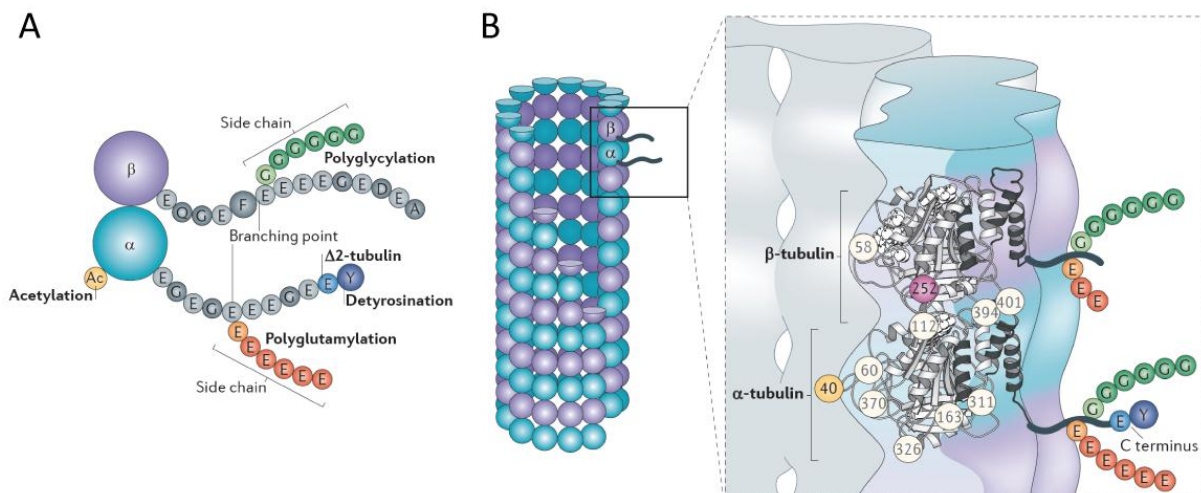 A
Side chain
G G G G G G
Polyglycylation
β
E Q G E F E E E E G E D E A
α
Branching point
Δ2-tubulin
Ac
Acetylation
E G E G E E E G E E Y
Detyrosination
Polyglutamylation
E E E E E E
Side chain
B
β
α
β-tubulin
58
252
112
394
401
G G G G G G
E E E
α-tubulin
40
60
370
163
311
326
G G G G G G
E Y
C terminus
E E E E E E